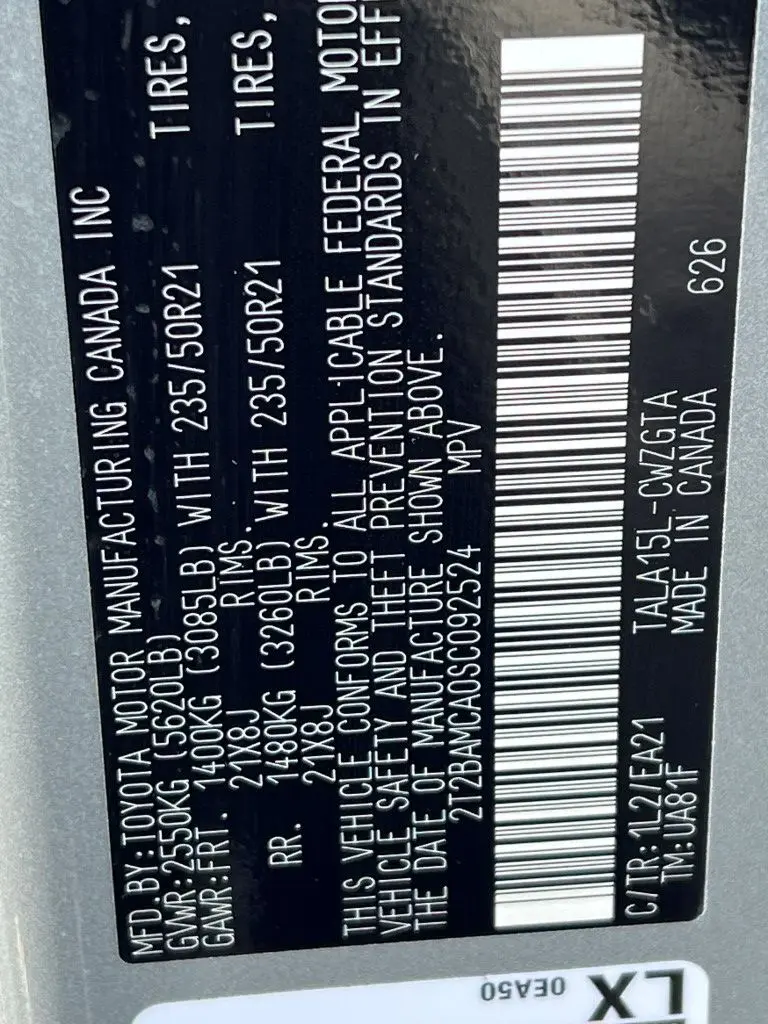 MFD.BY:TOYOTA MOTOR MANUFACTURING CANADA INC
GVWR:2550KG (5620LB)
GAWR:FRT. 1400KG (3085LB) WITH 235/50R21 TIRES,
21X8J RIMS.
RR. 1480KG (3260LB) WITH 235/50R21 TIRES,
21X8J RIMS.
THIS VEHICLE CONFORMS TO ALL APPLICABLE FEDERAL MOTOR
VEHICLE SAFETY AND THEFT PREVENTION STANDARDS IN EFF
THE DATE OF MANUFACTURE SHOWN ABOVE.
2T2BAMCA0SC092524 MPV
C/TR:1L2/EA21 TALA15L-CWZGTA 626
TM:UA81F MADE IN CANADA
0EA50
LX